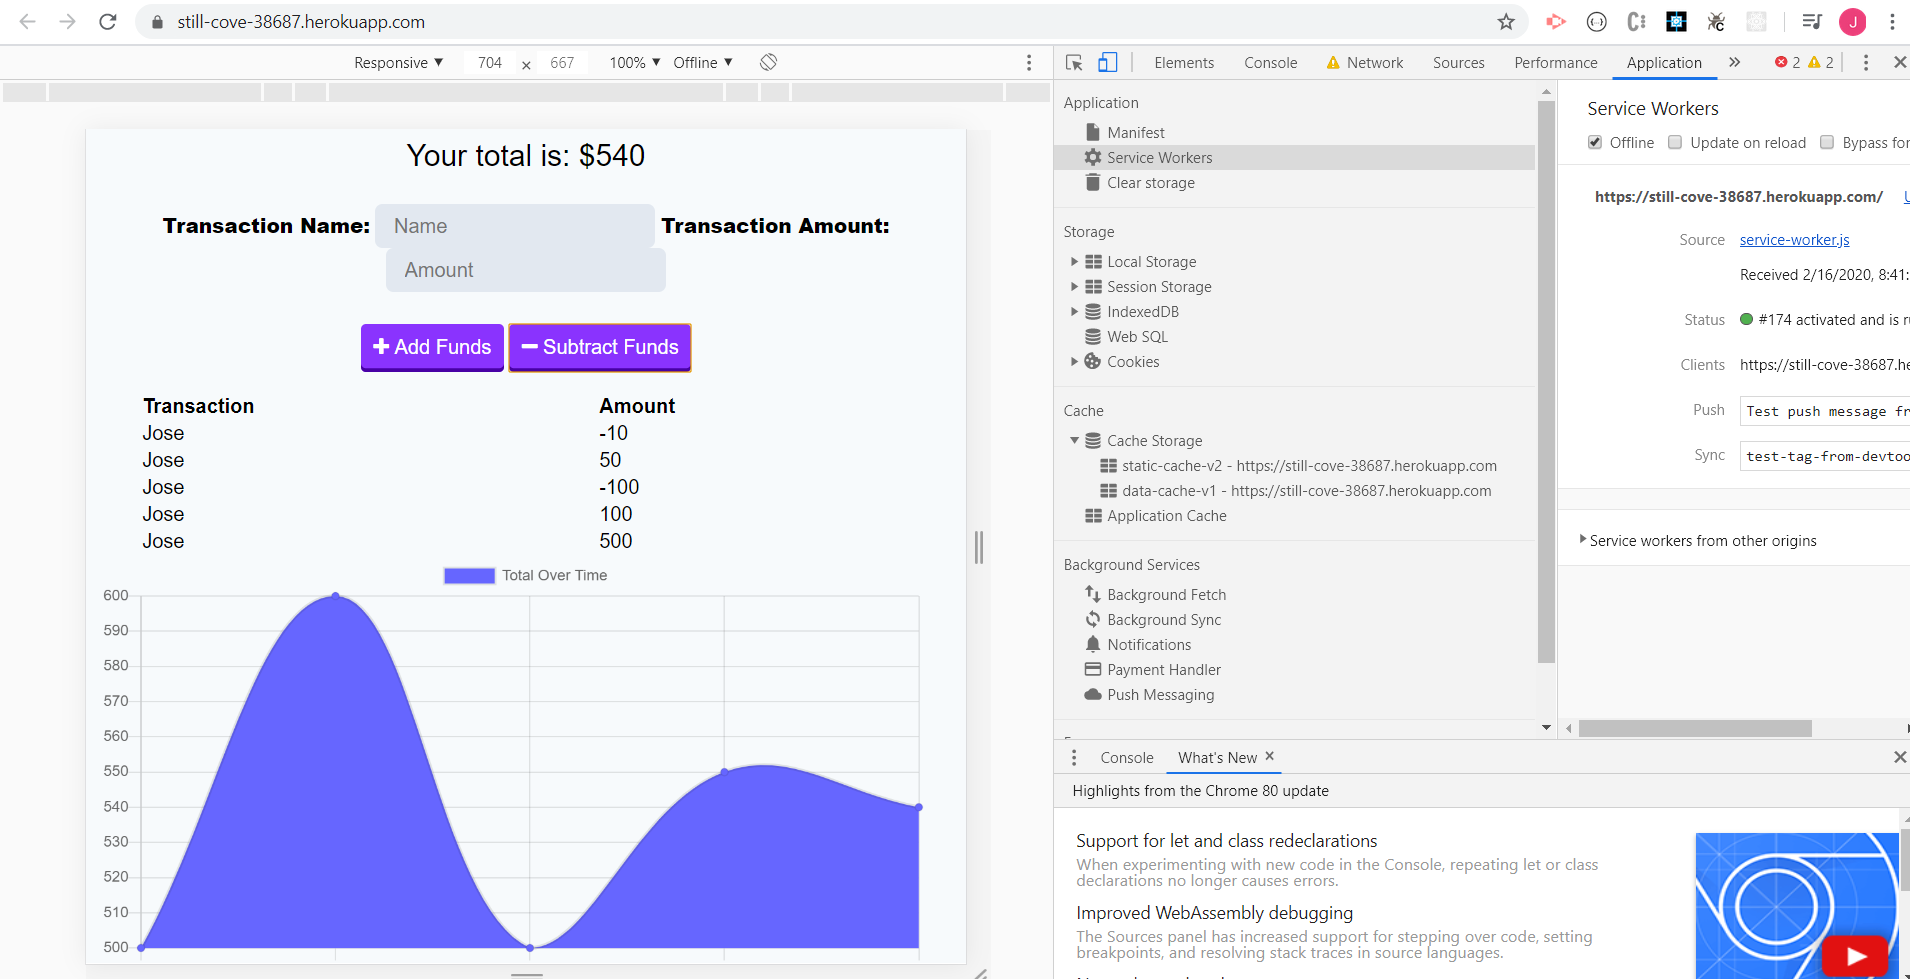 still-cove-38687.herokuapp.com
J
Responsive ▼ 704 x 667 100% ▼ Offline ▼
Your total is: $540
Transaction Name: Name Transaction Amount:
Amount
Add Funds Subtract Funds
Transaction Amount
Jose -10
Jose 50
Jose -100
Jose 100
Jose 500
Total Over Time
600
590
580
570
560
550
540
530
520
510
500
Elements Console Network Sources Performance Application » 2 2
Application
Manifest
Service Workers
Clear storage
Storage
Local Storage
Session Storage
IndexedDB
Web SQL
Cookies
Cache
Cache Storage
static-cache-v2 - https://still-cove-38687.herokuapp.com
data-cache-v1 - https://still-cove-38687.herokuapp.com
Application Cache
Background Services
Background Fetch
Background Sync
Notifications
Payment Handler
Push Messaging
Service Workers
Offline Update on reload Bypass for
https://still-cove-38687.herokuapp.com/ U
Source service-worker.js
Received 2/16/2020, 8:41:
Status #174 activated and is r
Clients https://still-cove-38687.he
Push Test push message fr
Sync test-tag-from-devtoo
Service workers from other origins
Console What's New ×
Highlights from the Chrome 80 update
Support for let and class redeclarations
When experimenting with new code in the Console, repeating let or class
declarations no longer causes errors.
Improved WebAssembly debugging
The Sources panel has increased support for stepping over code, setting
breakpoints, and resolving stack traces in source languages.